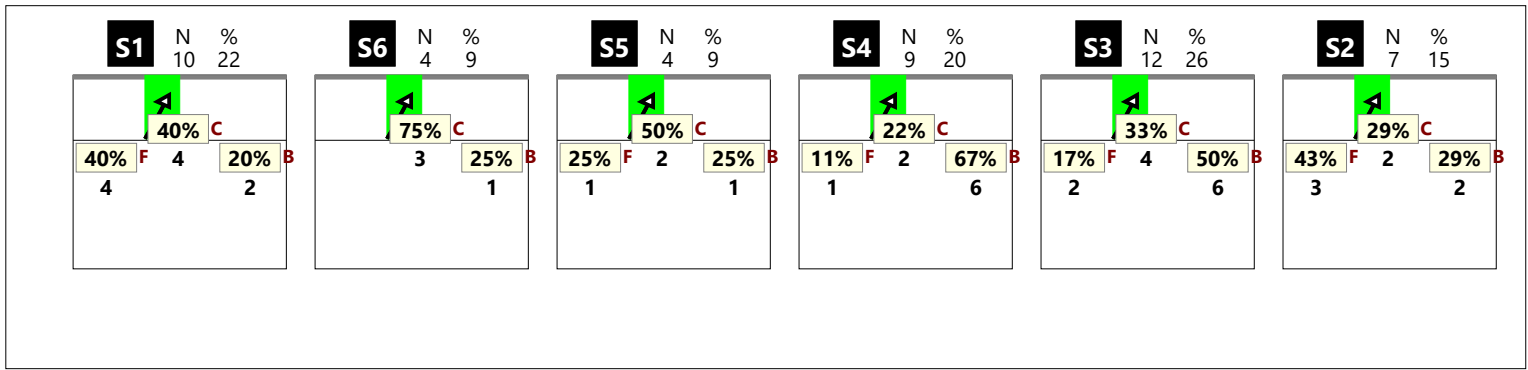 S1 N % S6 N % S5 N % S4 N % S3 N % S2 N %
10 22 4 9 4 9 9 20 12 26 7 15
40% C 75% C 50% C 22% C 33% C 29% C
40% F 4 20% B 3 25% B 25% F 2 25% B 11% F 2 67% B 17% F 4 50% B 43% F 2 29% B
4 2 1 1 1 1 6 2 6 3 2